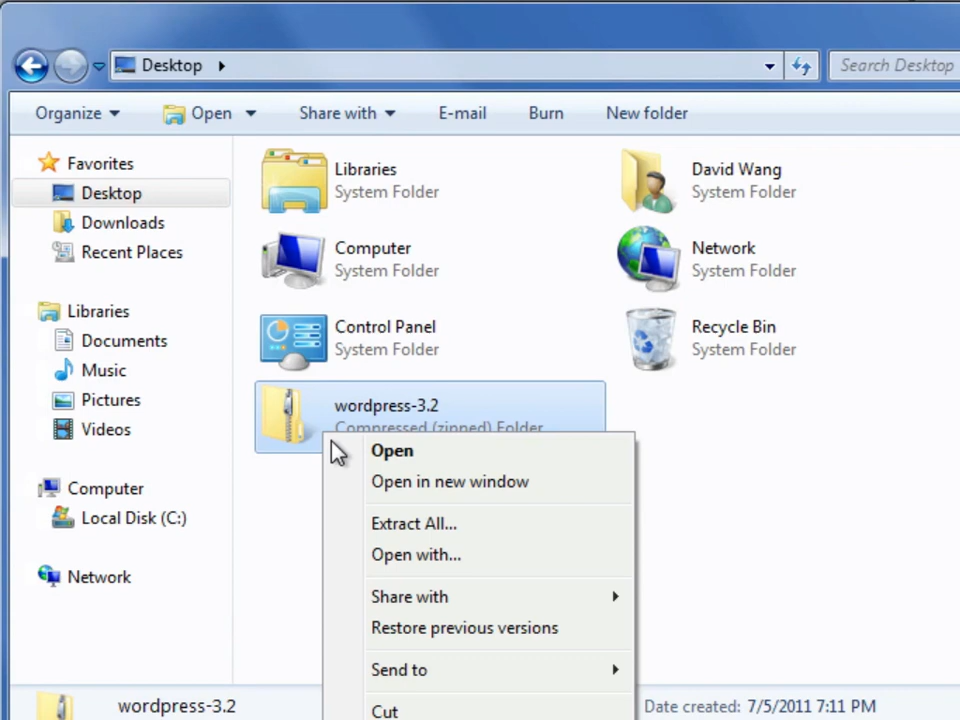 Desktop
Search Desktop
Organize
Open
Share with
E-mail
Burn
New folder
Favorites
Desktop
Downloads
Recent Places
Libraries
Documents
Music
Pictures
Videos
Computer
Local Disk (C:)
Network
Libraries
System Folder
David Wang
System Folder
Computer
System Folder
Network
System Folder
Control Panel
System Folder
Recycle Bin
System Folder
wordpress-3.2
Compressed (zipped) Folder
Open
Open in new window
Extract All...
Open with...
Share with
Restore previous versions
Send to
Cut
wordpress-3.2
Date created: 7/5/2011 7:11 PM